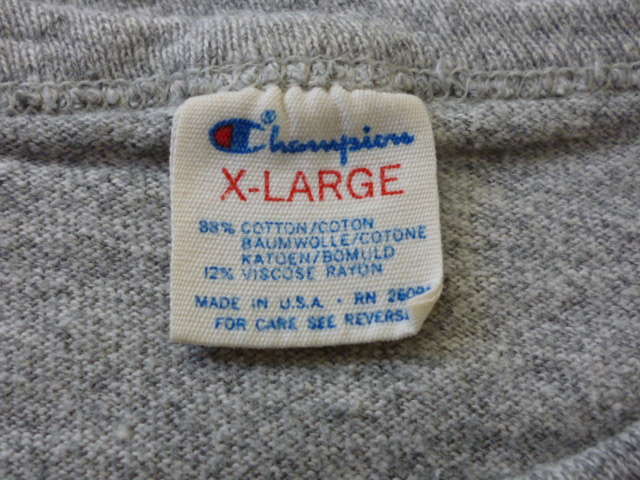 Champion®
X-LARGE
88% COTTON/COTON
BAUMWOLLE/COTONE
KATOEN/BOMULD
12% VISCOSE RAYON
MADE IN U.S.A. · RN
FOR CARE SEE REVERSE